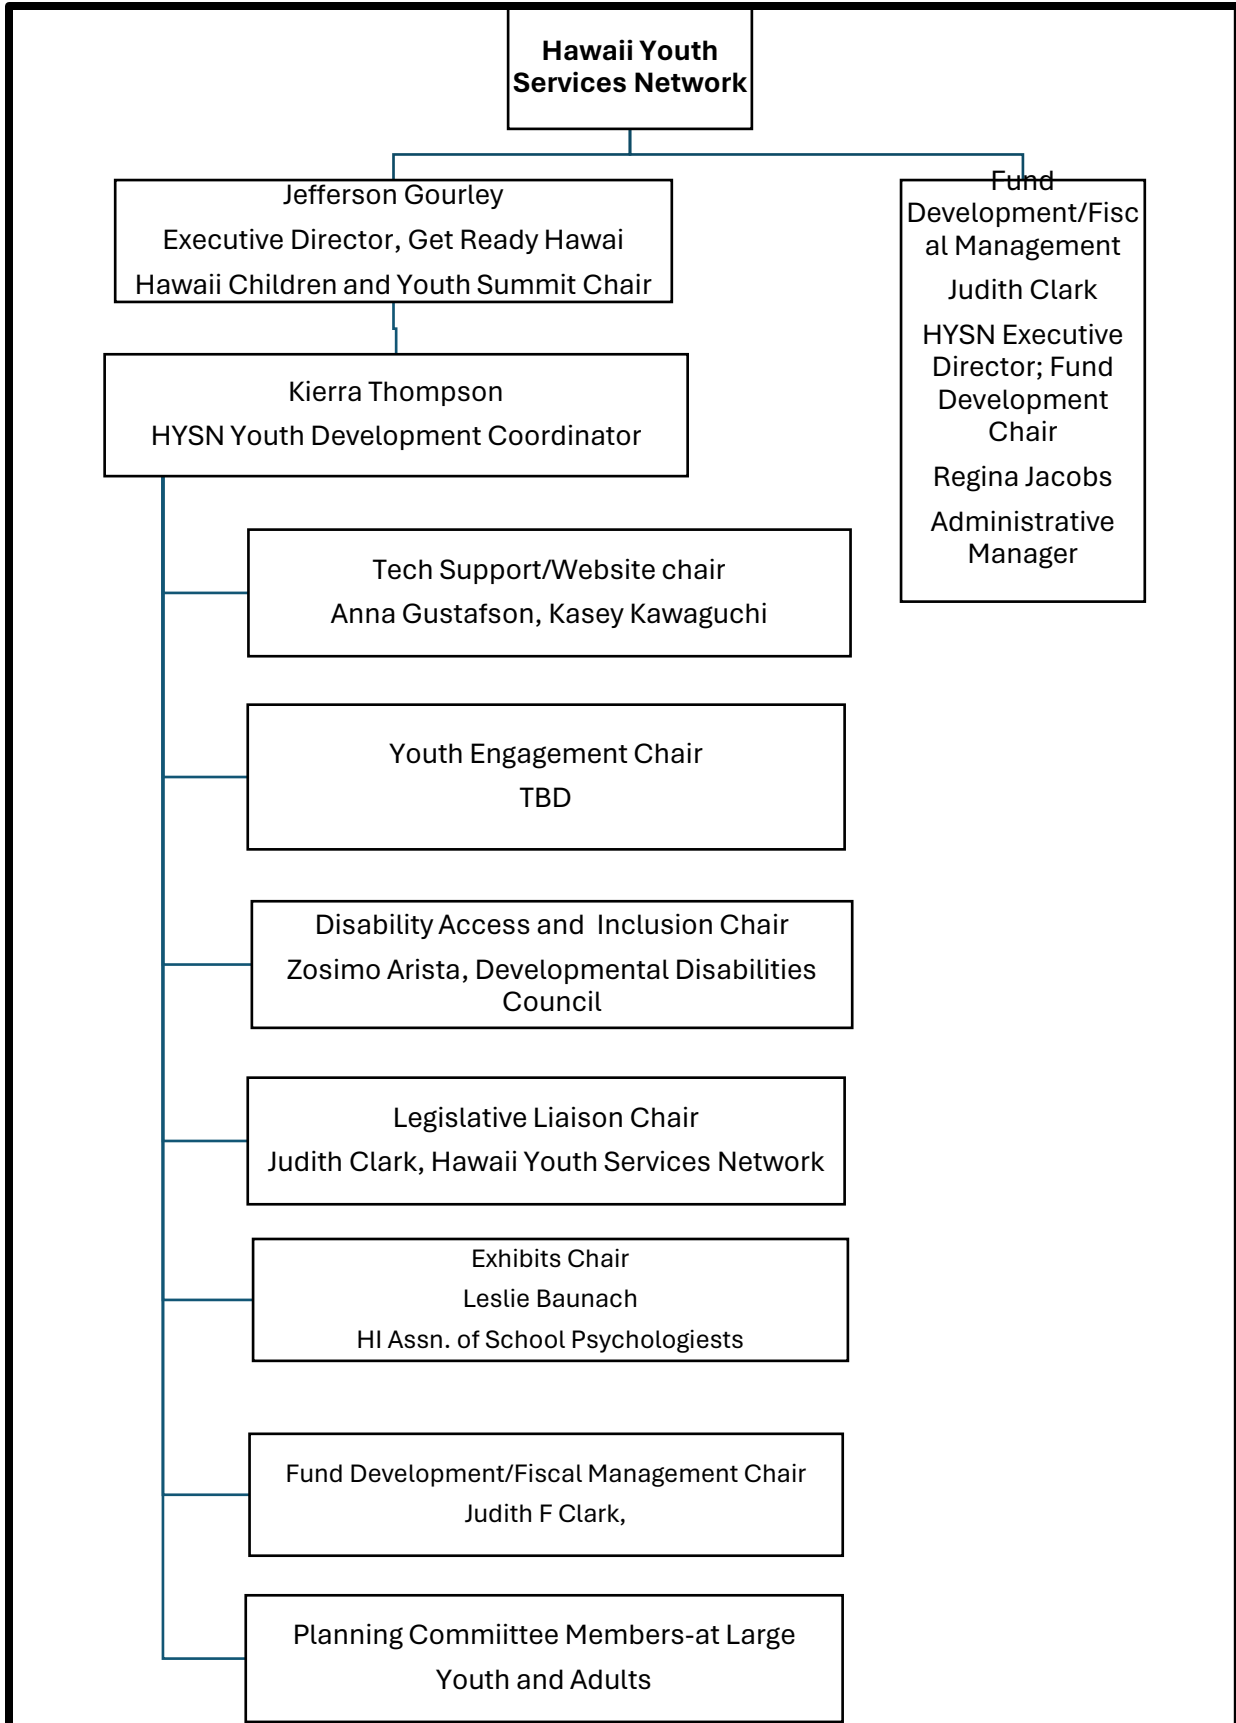 Hawaii Youth
Services Network
Jefferson Gourley
Executive Director, Get Ready Hawai
Hawaii Children and Youth Summit Chair
Fund
Development/Fisc
al Management
Judith Clark
HYSN Executive
Director; Fund
Development
Chair
Regina Jacobs
Administrative
Manager
Kierra Thompson
HYSN Youth Development Coordinator
Tech Support/Website chair
Anna Gustafson, Kasey Kawaguchi
Youth Engagement Chair
TBD
Disability Access and  Inclusion Chair
Zosimo Arista, Developmental Disabilities
Council
Legislative Liaison Chair
Judith Clark, Hawaii Youth Services Network
Exhibits Chair
Leslie Baunach
HI Assn. of School Psychologiests
Fund Development/Fiscal Management Chair
Judith F Clark,
Planning Commiittee Members-at Large
Youth and Adults